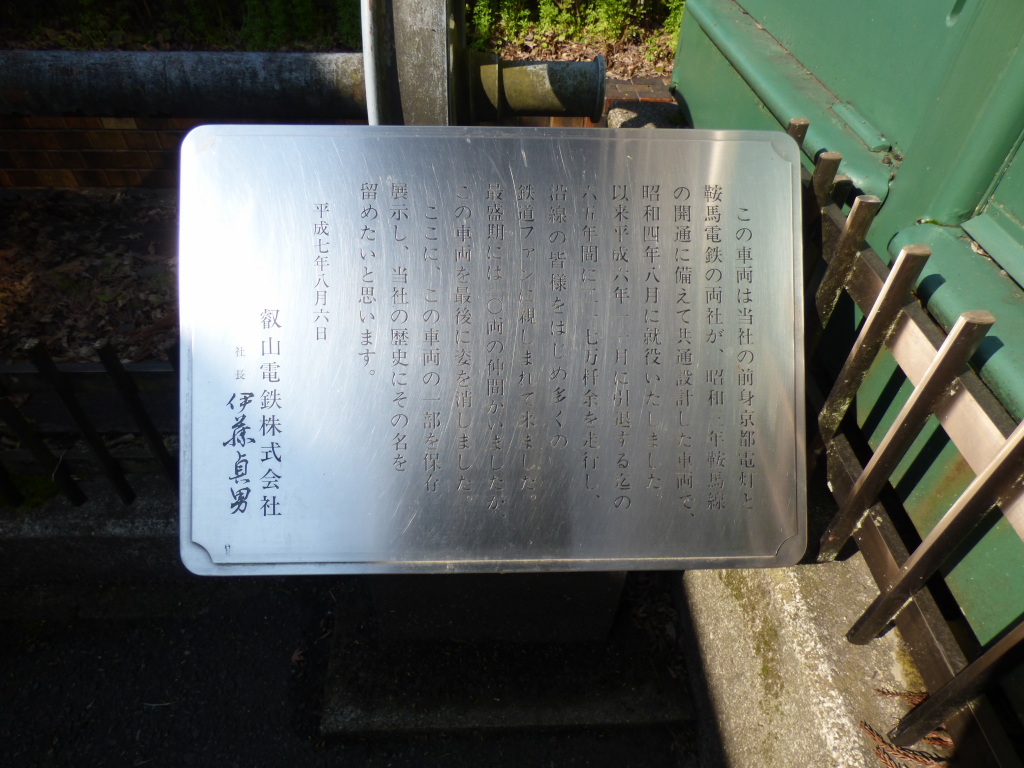 この車両は当社の前身京都電灯と
鞍馬電鉄の両社が、昭和三年鞍馬線
の開通に備えて共通設計した車両で、
昭和四年八月に就役いたしました。
以来平成六年一一月に引退する迄の
六五年間に 七万粁余を走行し、
沿線の皆様をはじめ多くの
鉄道ファンに親しまれて来ました。
最盛期には一〇両の仲間がいましたが、
この車両を最後に姿を消しました。
ここに、この車両の一部を保存
展示し、当社の歴史にその名を
留めたいと思います。
平成七年八月六日
叡山電鉄株式会社
社長 伊藤貞男